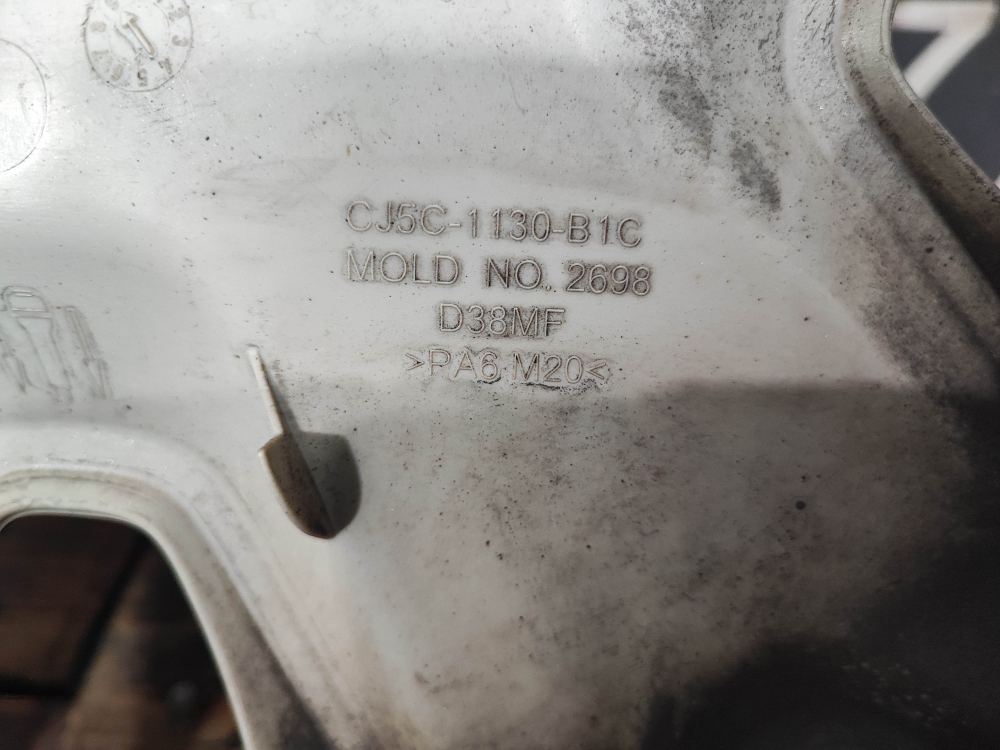 CJ5C-1130-B1C
MOLD NO. 2698
D38MF
>PA6 M20<